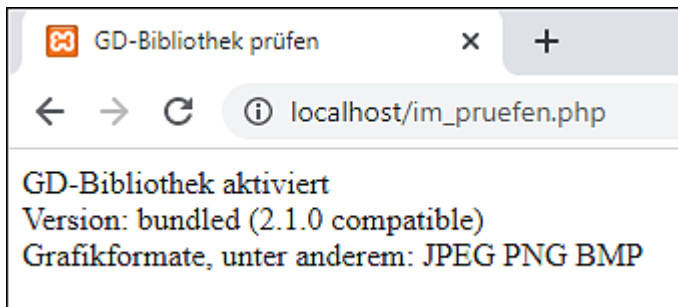 GD-Bibliothek prüfen
localhost/im_pruefen.php
GD-Bibliothek aktiviert
Version: bundled (2.1.0 compatible)
Grafikformate, unter anderem: JPEG PNG BMP